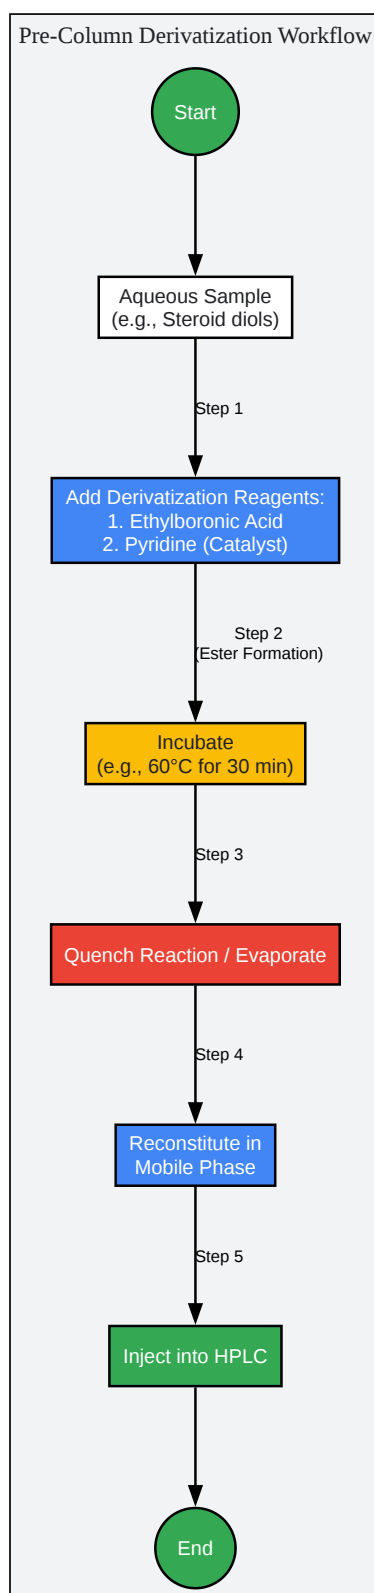 Pre-Column Derivatization Workflow
Start
Aqueous Sample
(e.g., Steroid diols)
Step 1
Add Derivatization Reagents:
1. Ethylboronic Acid
2. Pyridine (Catalyst)
Step 2
(Ester Formation)
Incubate
(e.g., 60°C for 30 min)
Step 3
Quench Reaction / Evaporate
Step 4
Reconstitute in
Mobile Phase
Step 5
Inject into HPLC
End